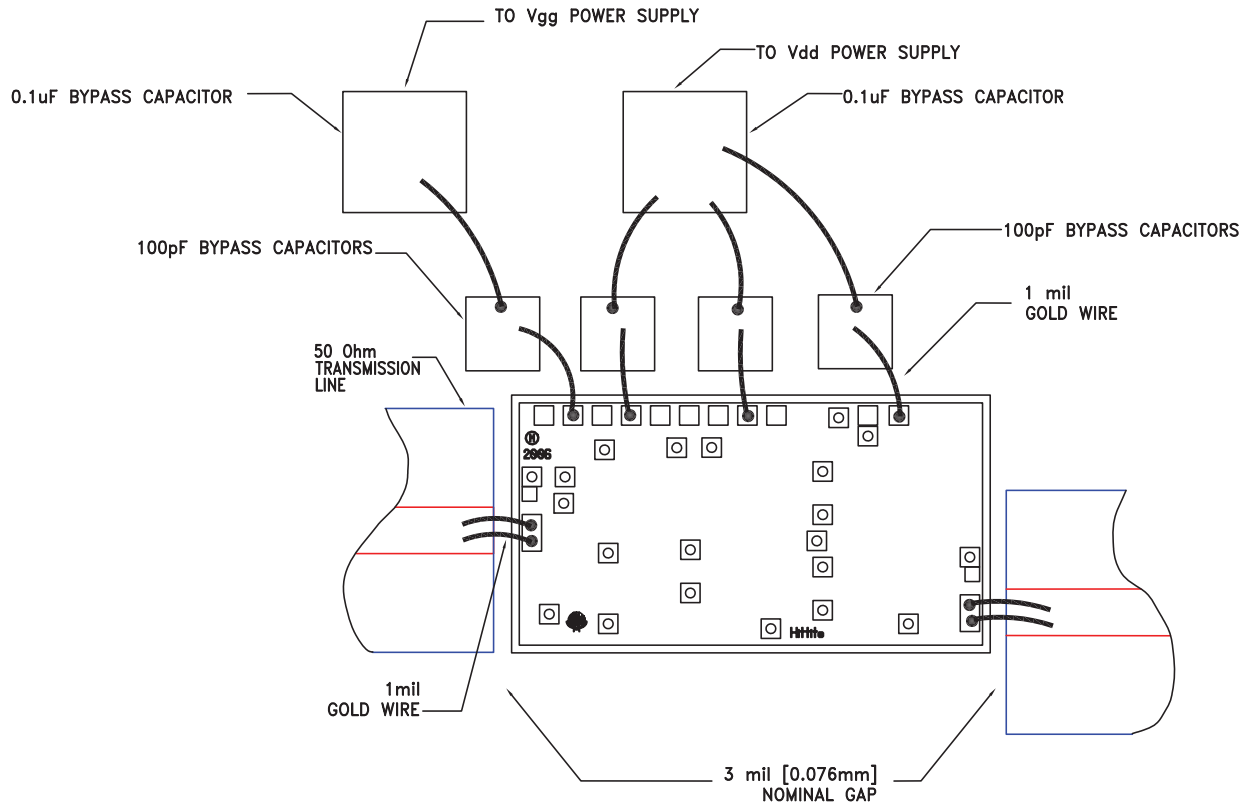 TO Vgg POWER SUPPLY
TO Vdd POWER SUPPLY
0.1uF BYPASS CAPACITOR
0.1uF BYPASS CAPACITOR
100pF BYPASS CAPACITORS
100pF BYPASS CAPACITORS
1 mil
GOLD WIRE
50 Ohm
TRANSMISSION
LINE
M
2006
Hittite
1mil
GOLD WIRE
3 mil [0.076mm]
NOMINAL GAP